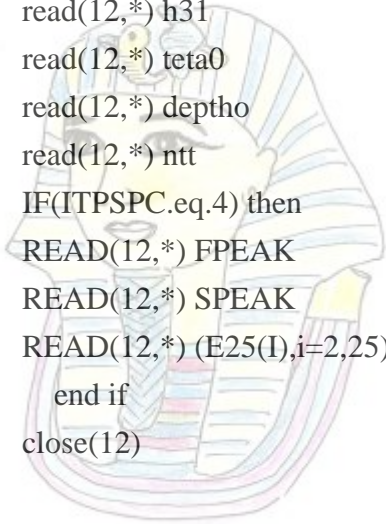 read(12,*) h31
read(12,*) teta0
read(12,*) deptho
read(12,*) ntt
IF(ITPSPC.eq.4) then
READ(12,*) FPEAK
READ(12,*) SPEAK
READ(12,*) (E25(I),i=2,25)
end if
close(12)